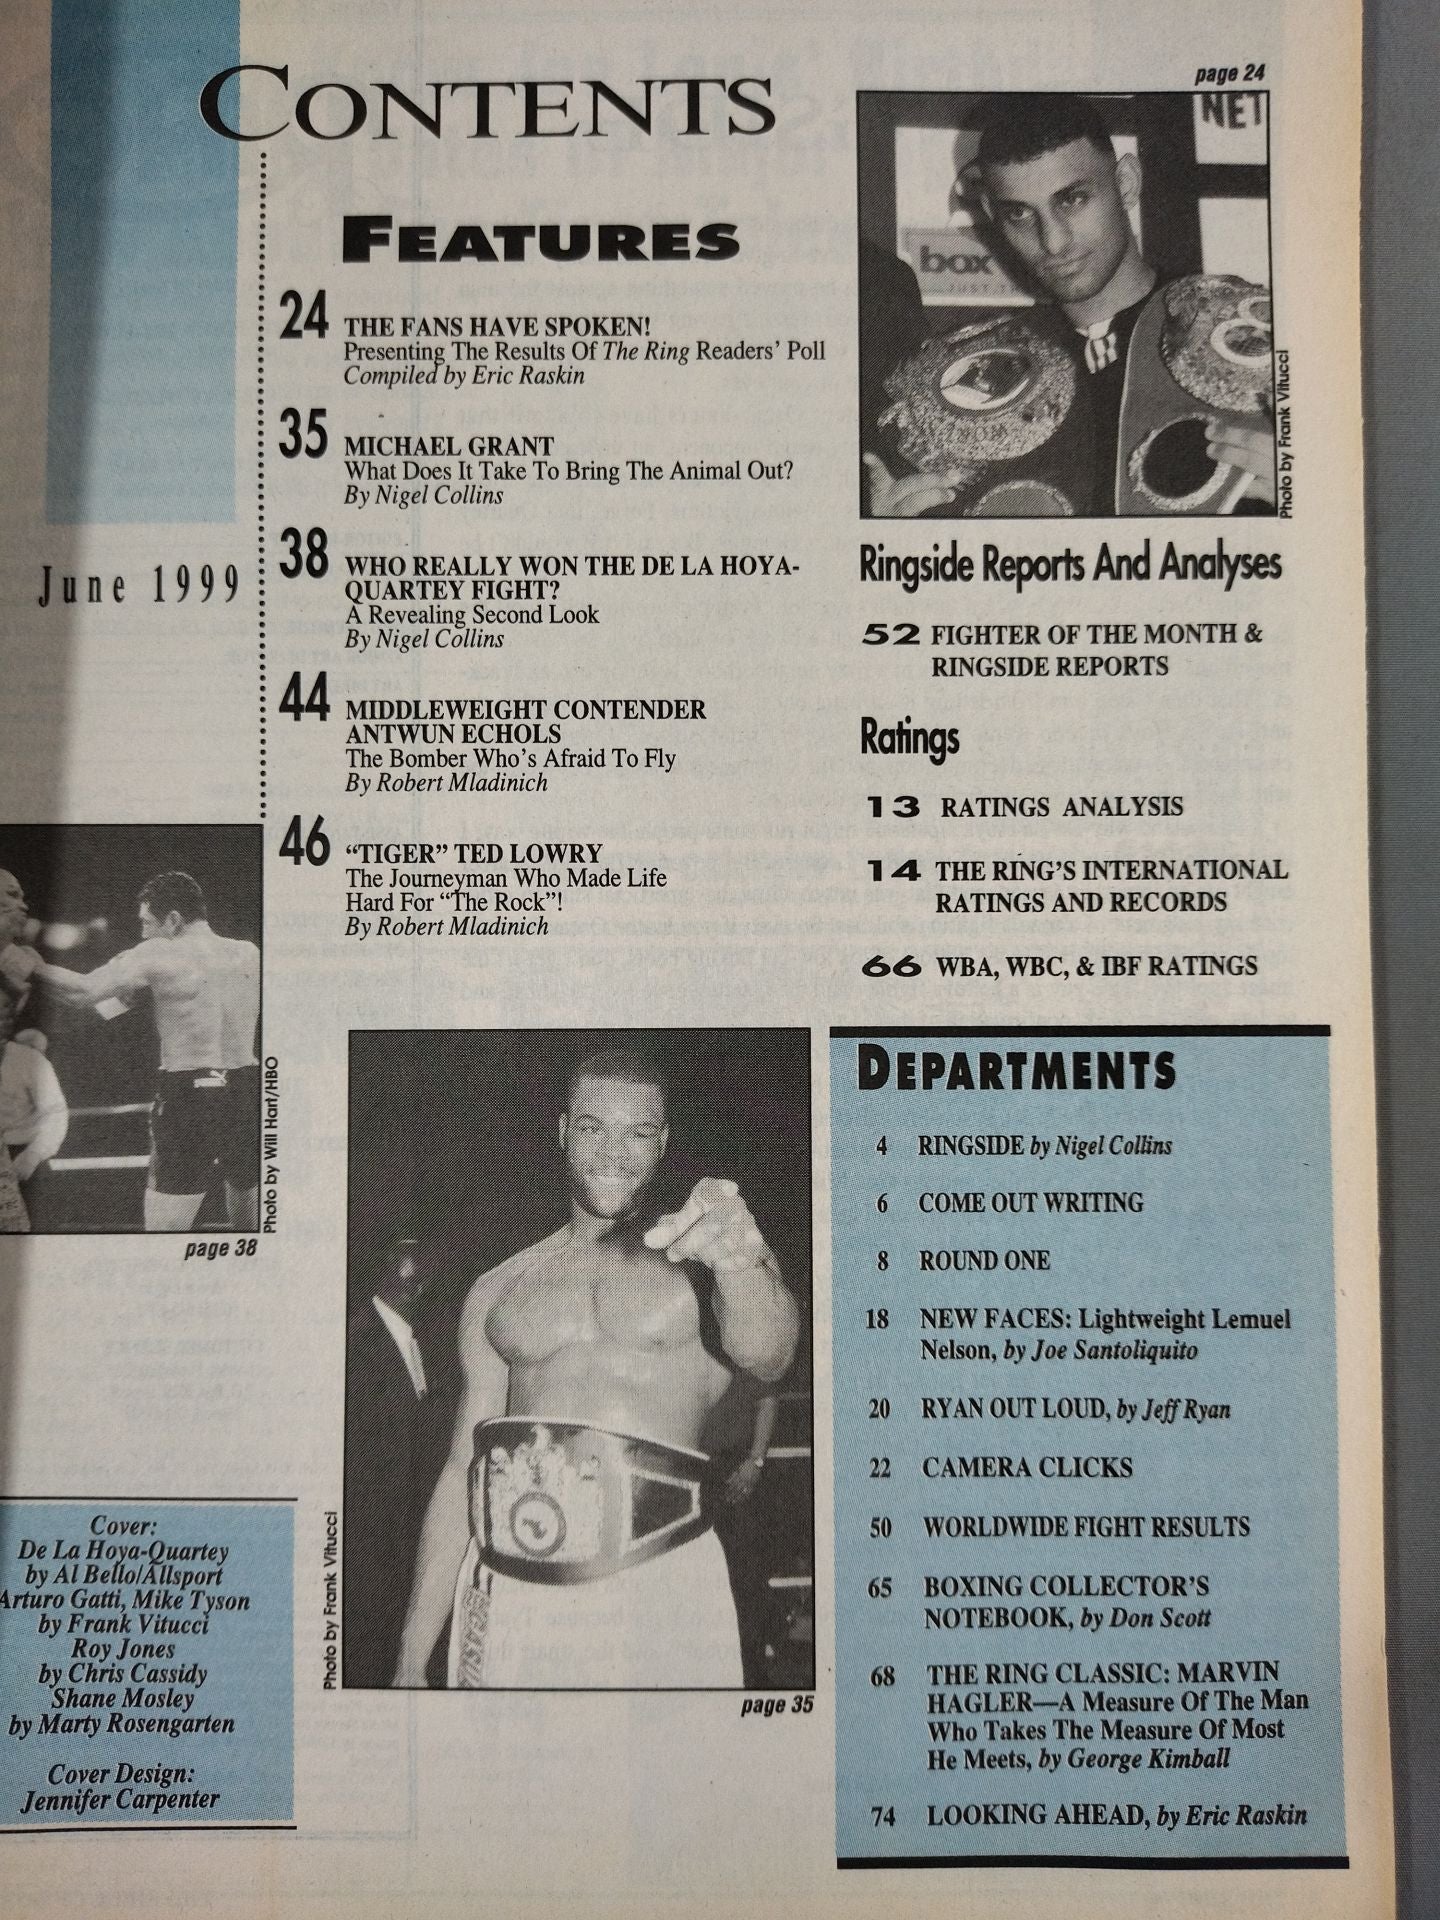 CONTENTS
June 1999
FEATURES
24 THE FANS HAVE SPOKEN!
Presenting The Results Of The Ring Readers' Poll
Compiled by Eric Raskin
35 MICHAEL GRANT
What Does It Take To Bring The Animal Out?
By Nigel Collins
38 WHO REALLY WON THE DE LA HOYA-
QUARTEY FIGHT?
A Revealing Second Look
By Nigel Collins
44 MIDDLEWEIGHT CONTENDER
ANTWUN ECHOLS
The Bomber Who's Afraid To Fly
By Robert Mladinich
46 "TIGER" TED LOWRY
The Journeyman Who Made Life
Hard For "The Rock"!
By Robert Mladinich
page 24
NET
box
Photo by Frank Vitucci
Ringside Reports And Analyses
52 FIGHTER OF THE MONTH &
RINGSIDE REPORTS
Ratings
13 RATINGS ANALYSIS
14 THE RING'S INTERNATIONAL
RATINGS AND RECORDS
66 WBA, WBC, & IBF RATINGS
Photo by Will Hart/HBO
page 38
Photo by Frank Vitucci
page 35
Cover:
De La Hoya-Quartey
by Al Bello/Allsport
Arturo Gatti, Mike Tyson
by Frank Vitucci
Roy Jones
by Chris Cassidy
Shane Mosley
by Marty Rosengarten
Cover Design:
Jennifer Carpenter
DEPARTMENTS
4 RINGSIDE by Nigel Collins
6 COME OUT WRITING
8 ROUND ONE
18 NEW FACES: Lightweight Lemuel
Nelson, by Joe Santoliquito
20 RYAN OUT LOUD, by Jeff Ryan
22 CAMERA CLICKS
50 WORLDWIDE FIGHT RESULTS
65 BOXING COLLECTOR'S
NOTEBOOK, by Don Scott
68 THE RING CLASSIC: MARVIN
HAGLER—A Measure Of The Man
Who Takes The Measure Of Most
He Meets, by George Kimball
74 LOOKING AHEAD, by Eric Raskin